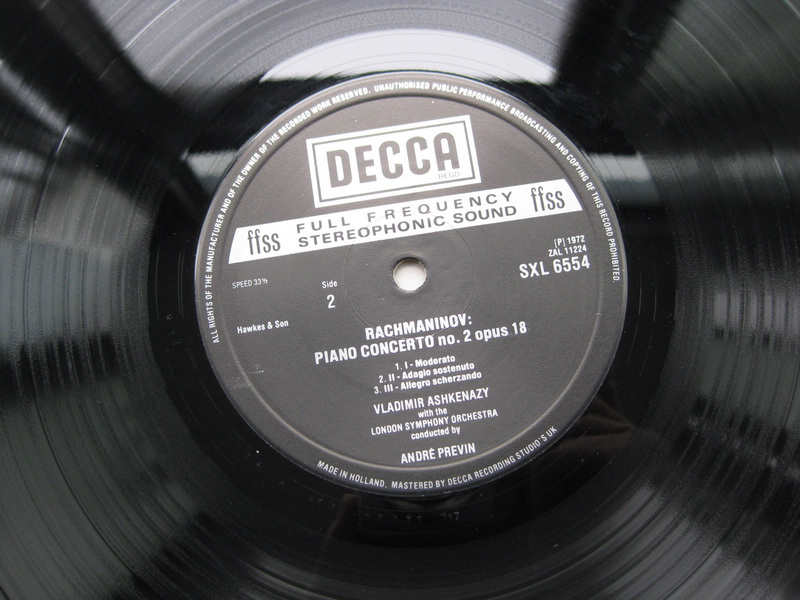 ALL RIGHTS OF THE MANUFACTURER AND OF THE OWNER OF THE RECORDED WORK RESERVED. UNAUTHORISED PUBLIC PERFORMANCE BROADCASTING AND COPYING OF THIS RECORD PROHIBITED.
DECCA
REGD
ffss FULL FREQUENCY STEREOPHONIC SOUND ffss
(P) 1972
ZAL 11224
SXL 6554
SPEED 33⅓
Side
2
Hawkes & Son
RACHMANINOV:
PIANO CONCERTO no. 2 opus 18
1. I - Moderato
2. II - Adagio sostenuto
3. III - Allegro scherzando
VLADIMIR ASHKENAZY
with the
LONDON SYMPHONY ORCHESTRA
conducted by
ANDRÉ PREVIN
MADE IN HOLLAND. MASTERED BY DECCA RECORDING STUDIO'S UK